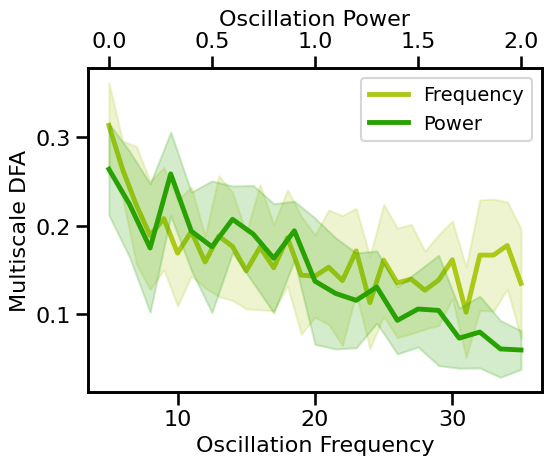 Oscillation Power
0.0 0.5 1.0 1.5 2.0
Frequency
Power
Multiscale DFA
0.3
0.2
0.1
10 20 30
Oscillation Frequency